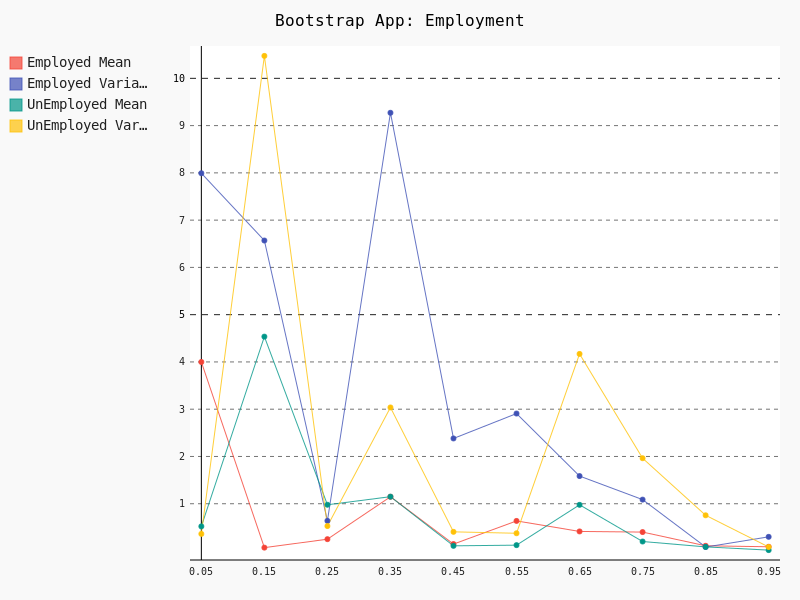 Bootstrap App: Employment
Employed Mean
Employed Varia…
UnEmployed Mean
UnEmployed Var…
10
9
8
7
6
5
4
3
2
1
0.05 0.15 0.25 0.35 0.45 0.55 0.65 0.75 0.85 0.95